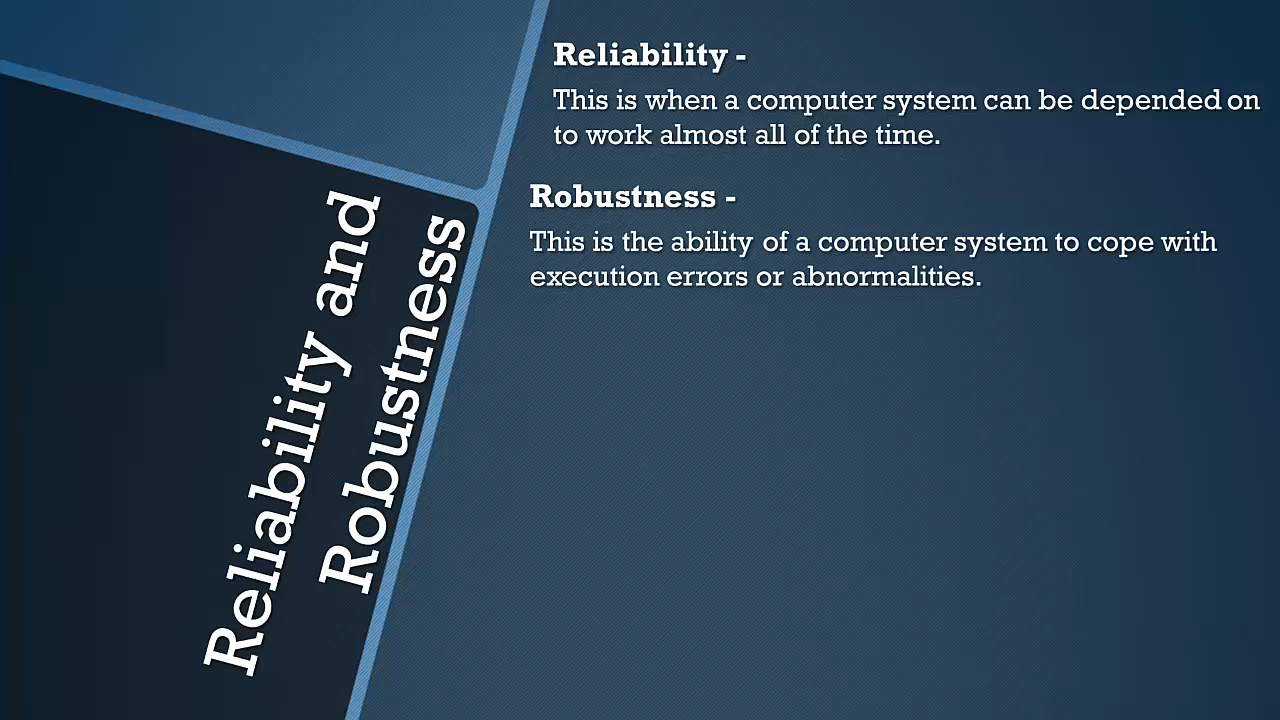 Reliability and
Robustness
Reliability -
This is when a computer system can be depended on
to work almost all of the time.
Robustness -
This is the ability of a computer system to cope with
execution errors or abnormalities.